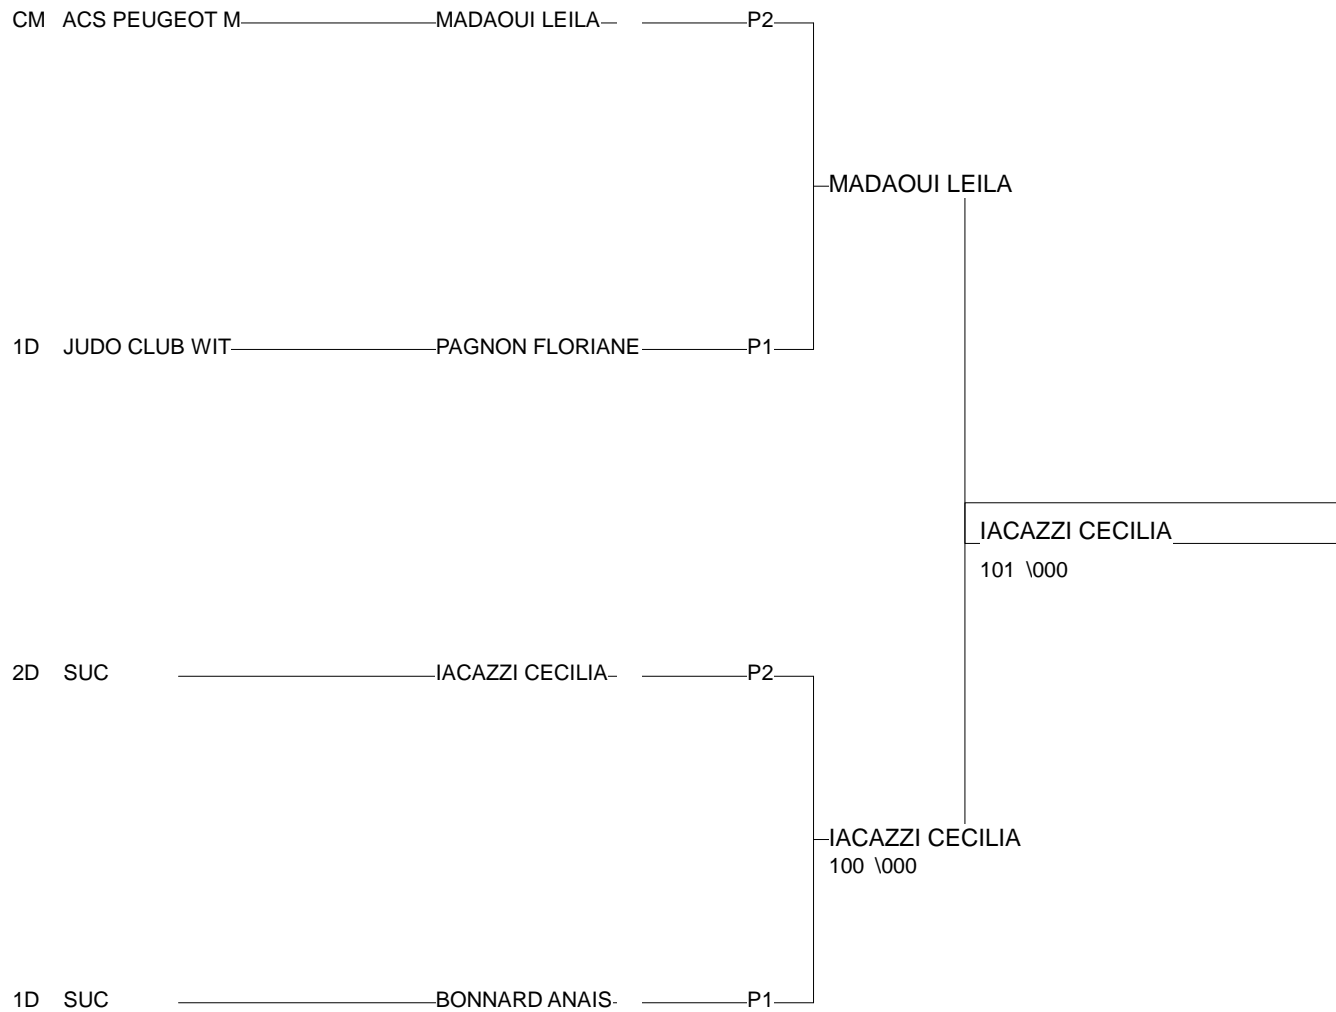 CM ACS PEUGEOT M MADAOUI LEILA P2
MADAOUI LEILA
1D JUDO CLUB WIT PAGNON FLORIANE P1
IACAZZI CECILIA
101 \000
2D SUC IACAZZI CECILIA P2
IACAZZI CECILIA
100 \000
1D SUC BONNARD ANAIS P1